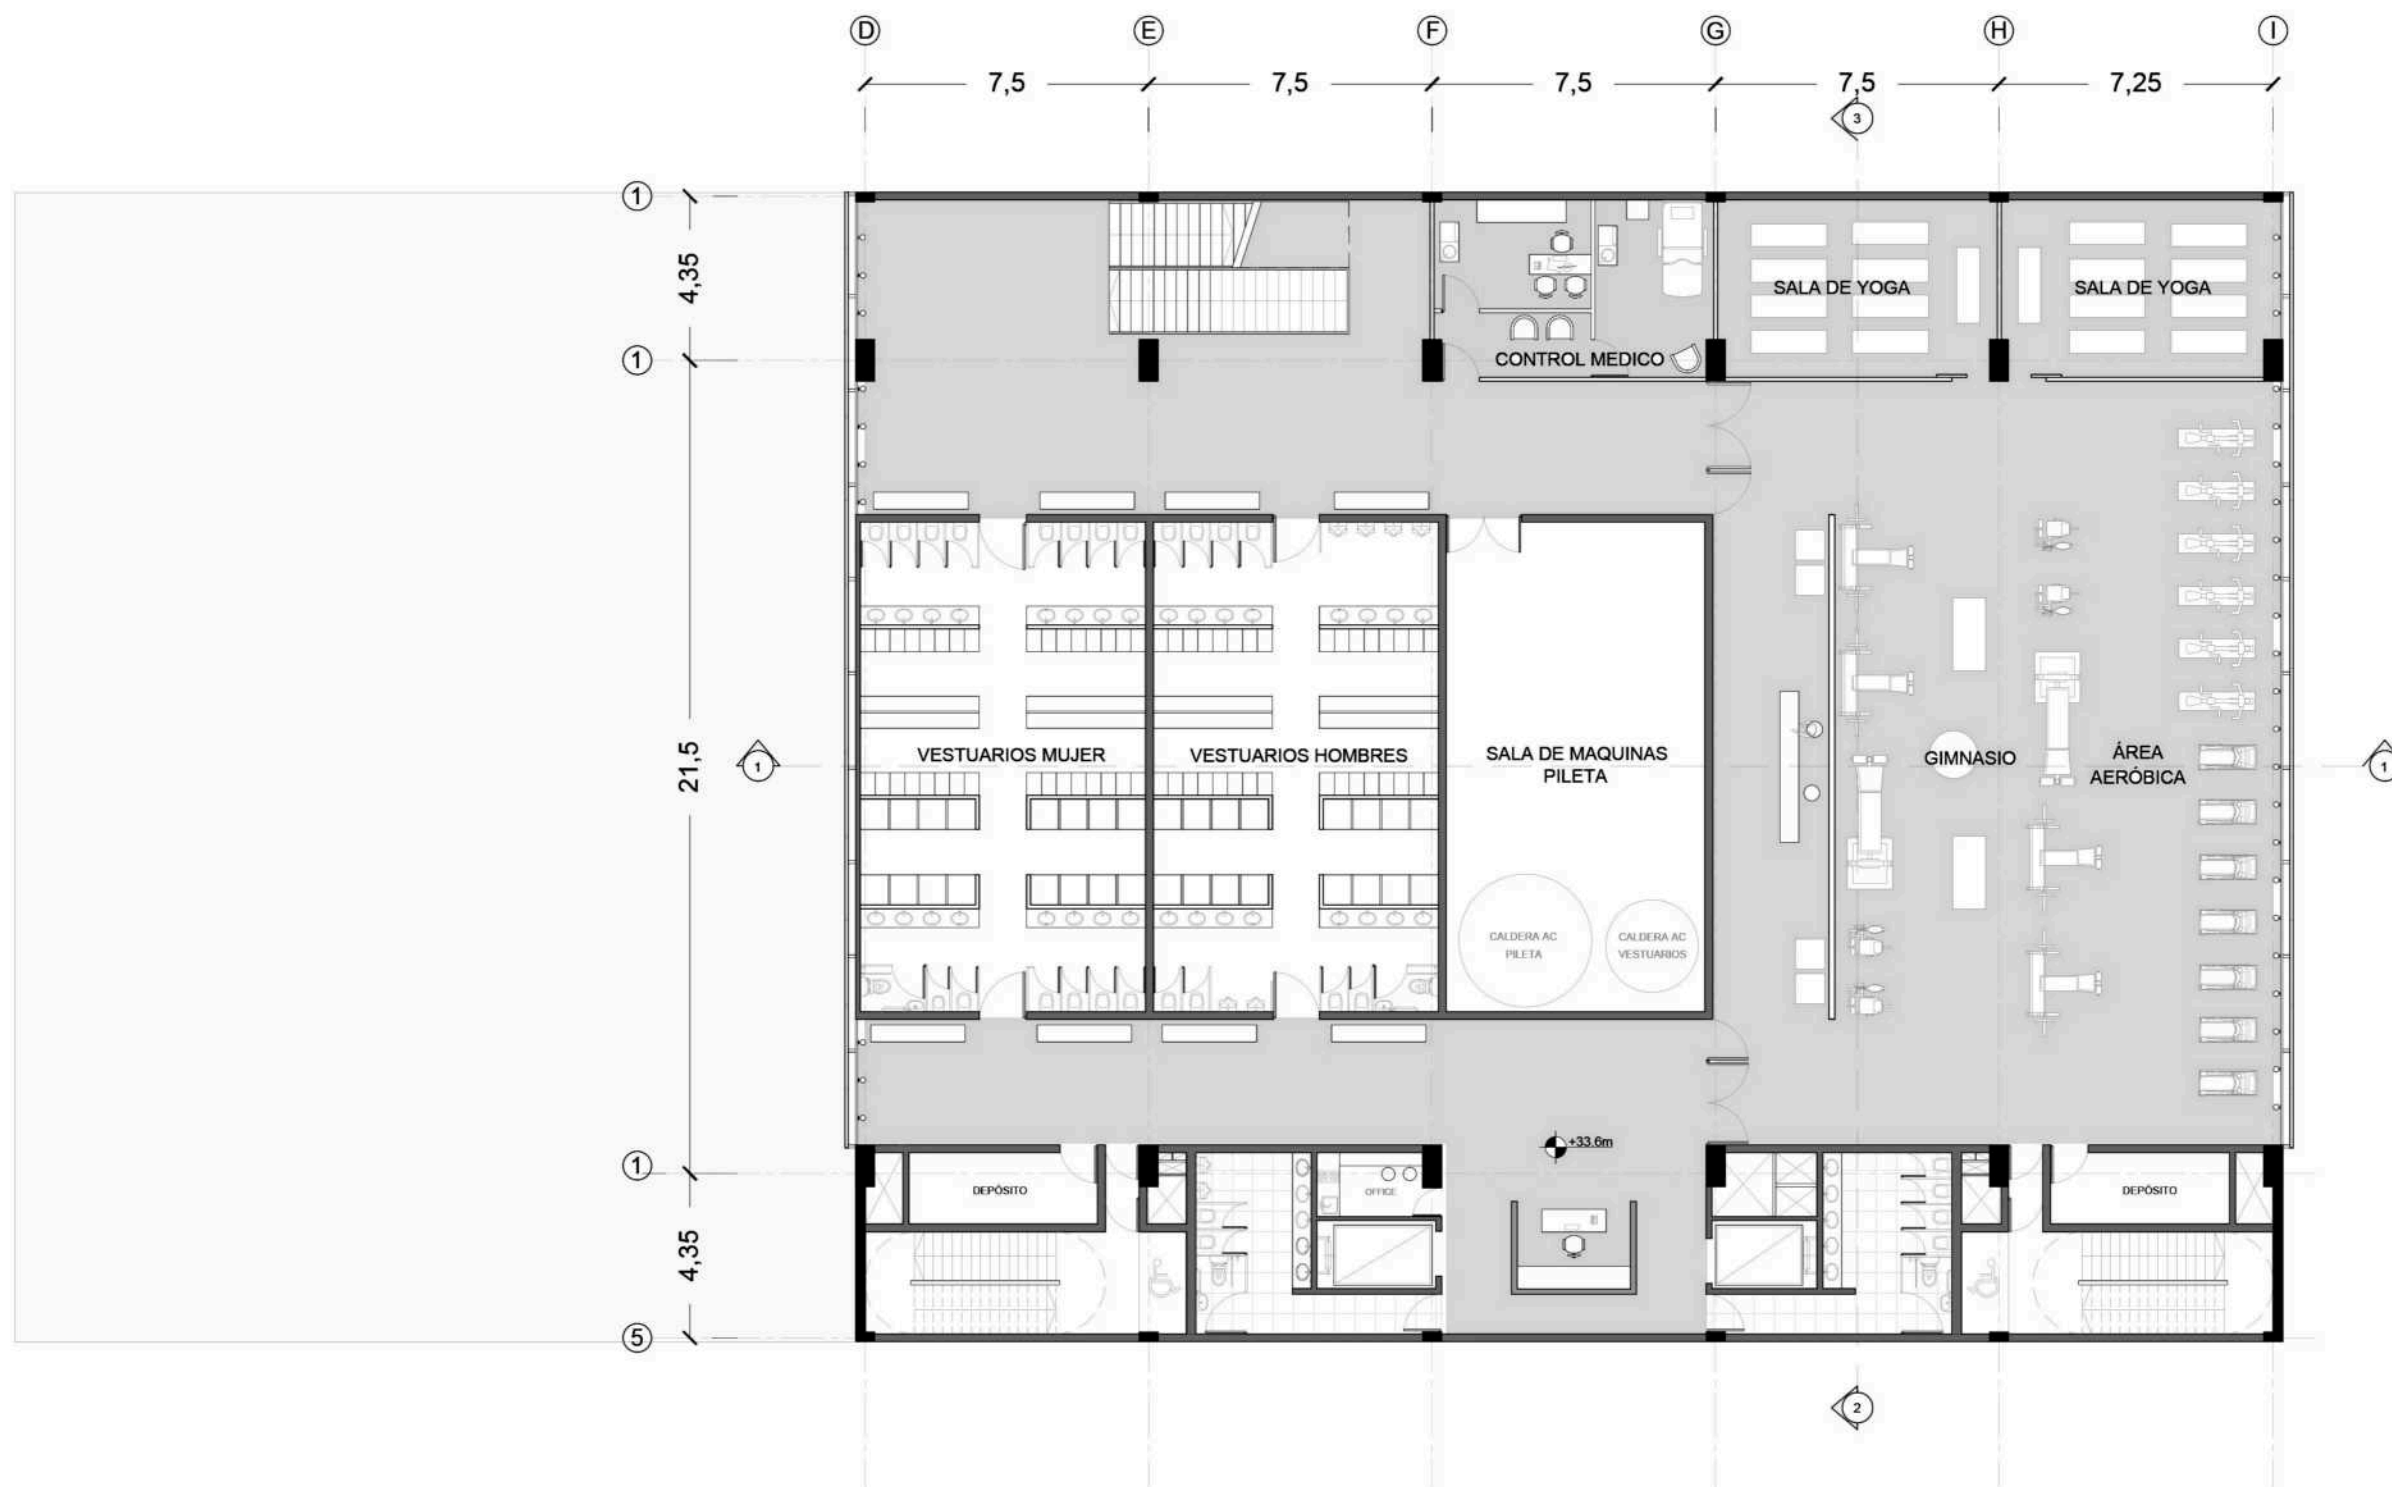 D E F G H I
7,5 7,5 7,5 7,5 7,25
3
1
4,35
SALA DE YOGA SALA DE YOGA
1
CONTROL MEDICO
21,5
1
VESTUARIOS MUJER
VESTUARIOS HOMBRES
SALA DE MAQUINAS
PILETA
GIMNASIO
ÁREA
AERÓBICA
1
CALDERA AC
PILETA
CALDERA AC
VESTUARIOS
+33.6m
1
DEPÓSITO
OFFICE
DEPÓSITO
4,35
5
2